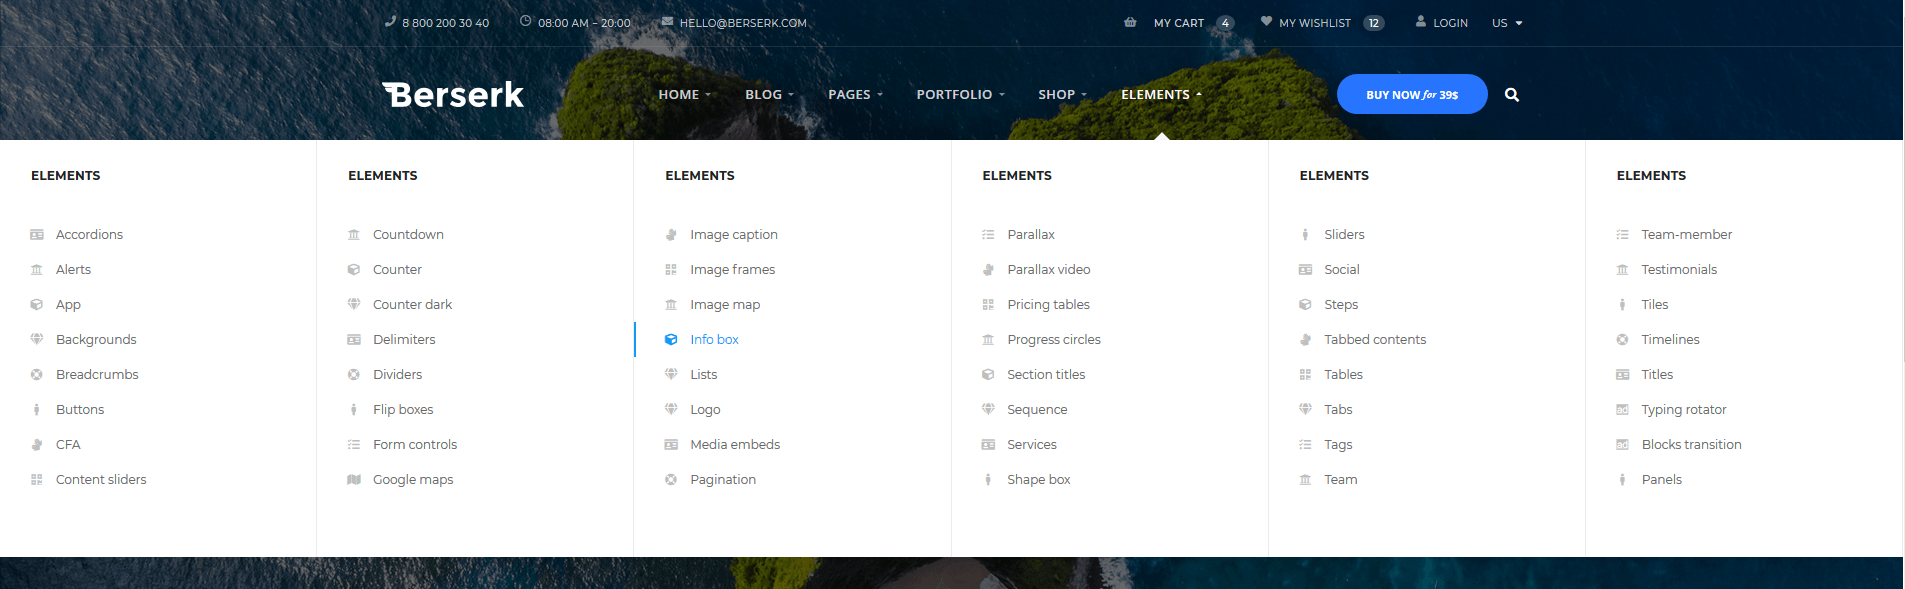 8 800 200 30 40 08:00 AM – 20:00 HELLO@BERSERK.COM MY CART 4 MY WISHLIST 12 LOGIN US
Berserk HOME BLOG PAGES PORTFOLIO SHOP ELEMENTS BUY NOW for 39$
ELEMENTS
Accordions
Alerts
App
Backgrounds
Breadcrumbs
Buttons
CFA
Content sliders
ELEMENTS
Countdown
Counter
Counter dark
Delimiters
Dividers
Flip boxes
Form controls
Google maps
ELEMENTS
Image caption
Image frames
Image map
Info box
Lists
Logo
Media embeds
Pagination
ELEMENTS
Parallax
Parallax video
Pricing tables
Progress circles
Section titles
Sequence
Services
Shape box
ELEMENTS
Sliders
Social
Steps
Tabbed contents
Tables
Tabs
Tags
Team
ELEMENTS
Team-member
Testimonials
Tiles
Timelines
Titles
Typing rotator
Blocks transition
Panels